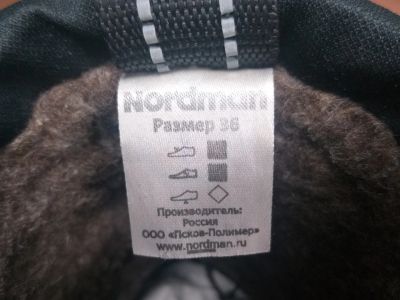 Nordman
Размер 36
Производитель:
Россия
ООО «Псков-Полимер»
www.nordman.ru